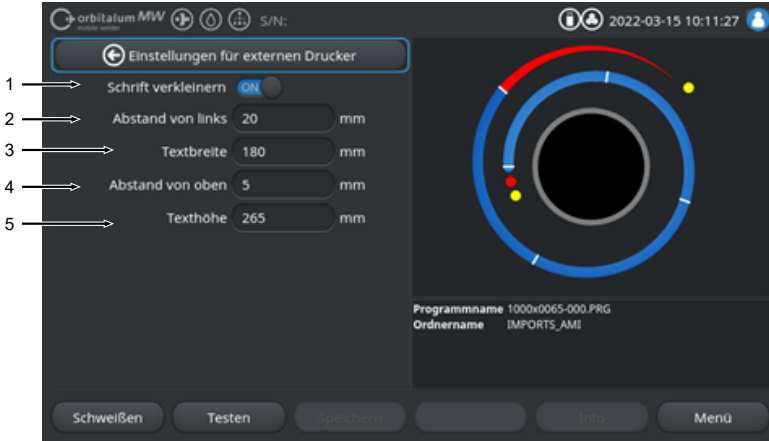 orbitalum MW S/N: 2022-03-15 10:11:27
mobile welder
Einstellungen für externen Drucker
1 Schrift verkleinern ON
2 Abstand von links 20 mm
3 Textbreite 180 mm
4 Abstand von oben 5 mm
5 Texthöhe 265 mm
Programmname 1000x0065-000.PRG
Ordnername IMPORTS_AMI
Schweißen Testen Speichern Info Menü